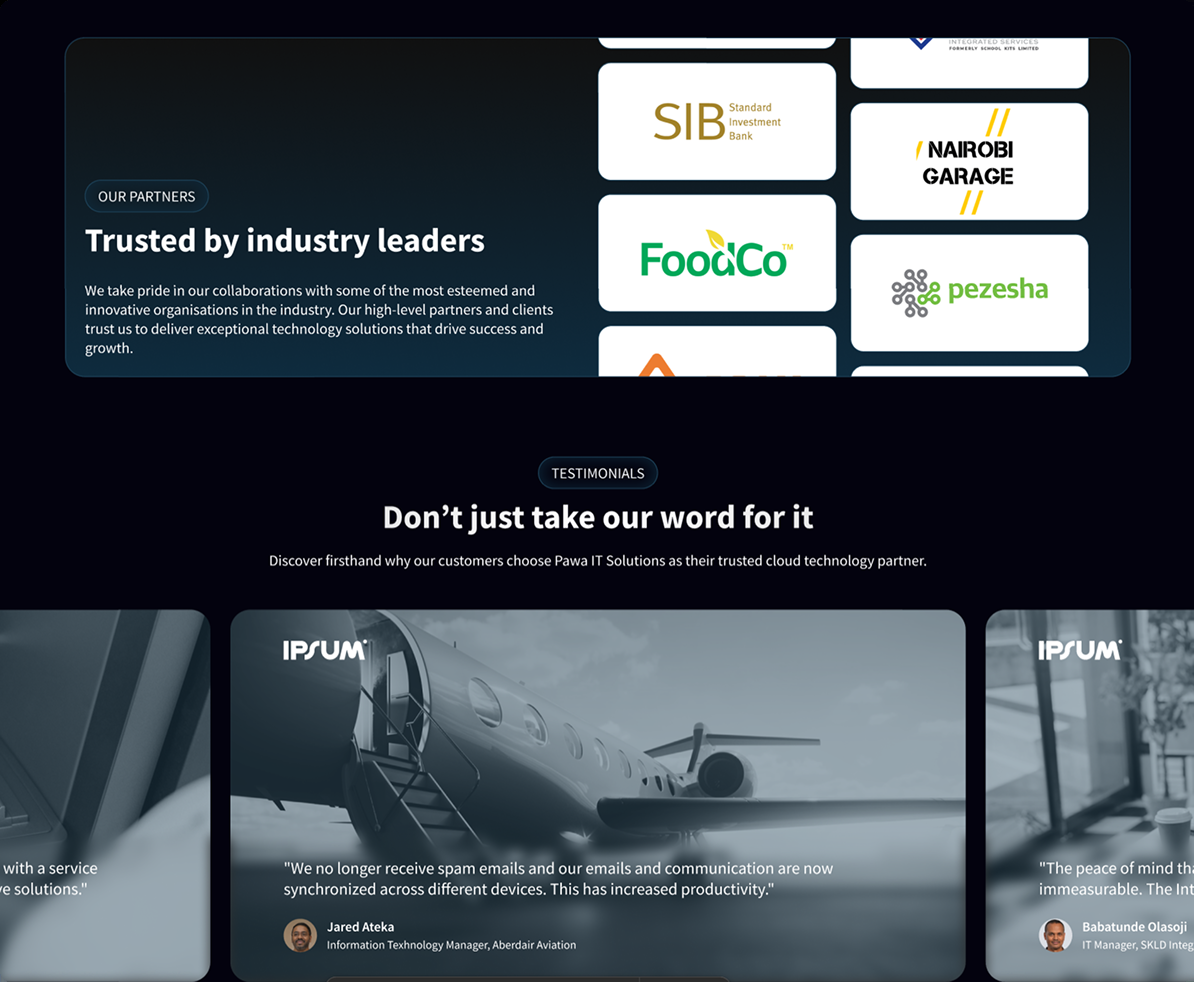 OUR PARTNERS
Trusted by industry leaders
We take pride in our collaborations with some of the most esteemed and
innovative organisations in the industry. Our high-level partners and clients
trust us to deliver exceptional technology solutions that drive success and
growth.
SIB
Standard
Investment
Bank
FoodCo™
INTEGRATED SERVICES
FORMERLY SCHOOL KITS LIMITED
NAIROBI
GARAGE
pezesha
TESTIMONIALS
Don’t just take our word for it
Discover firsthand why our customers choose Pawa IT Solutions as their trusted cloud technology partner.
with a service
solutions."
IPSUM
"We no longer receive spam emails and our emails and communication are now
synchronized across different devices. This has increased productivity."
Jared Ateka
Information Texhnology Manager, Aberdair Aviation
IPSUM
"The peace of mind
immeasurable. The
Babatunde Olasoji
IT Manager, SKLD